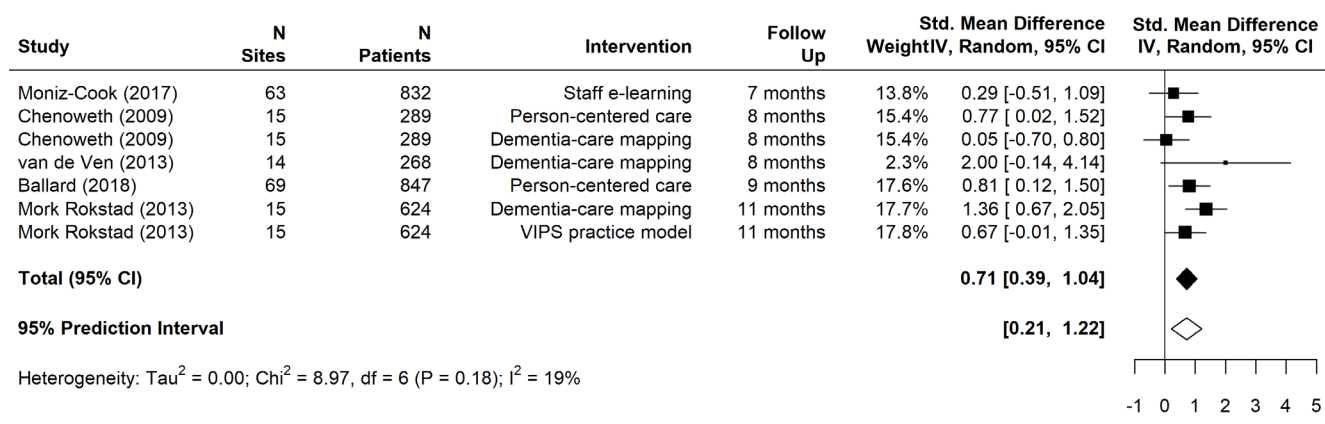 Study N Sites N Patients Intervention Follow Up Weight Std. Mean Difference IV, Random, 95% CI Std. Mean Difference IV, Random, 95% CI
Moniz-Cook (2017) 63 832 Staff e-learning 7 months 13.8% 0.29 [-0.51, 1.09]
Chenoweth (2009) 15 289 Person-centered care 8 months 15.4% 0.77 [ 0.02, 1.52]
Chenoweth (2009) 15 289 Dementia-care mapping 8 months 15.4% 0.05 [-0.70, 0.80]
van de Ven (2013) 14 268 Dementia-care mapping 8 months 2.3% 2.00 [-0.14, 4.14]
Ballard (2018) 69 847 Person-centered care 9 months 17.6% 0.81 [ 0.12, 1.50]
Mork Rokstad (2013) 15 624 Dementia-care mapping 11 months 17.7% 1.36 [ 0.67, 2.05]
Mork Rokstad (2013) 15 624 VIPS practice model 11 months 17.8% 0.67 [-0.01, 1.35]
Total (95% CI) 0.71 [0.39, 1.04]
95% Prediction Interval [0.21, 1.22]
Heterogeneity: Tau² = 0.00; Chi² = 8.97, df = 6 (P = 0.18); I² = 19%
-1 0 1 2 3 4 5